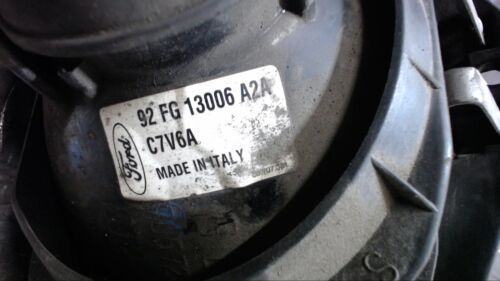 92 FG 13006 A2A
C7V6A
Ford
MADE IN ITALY
S